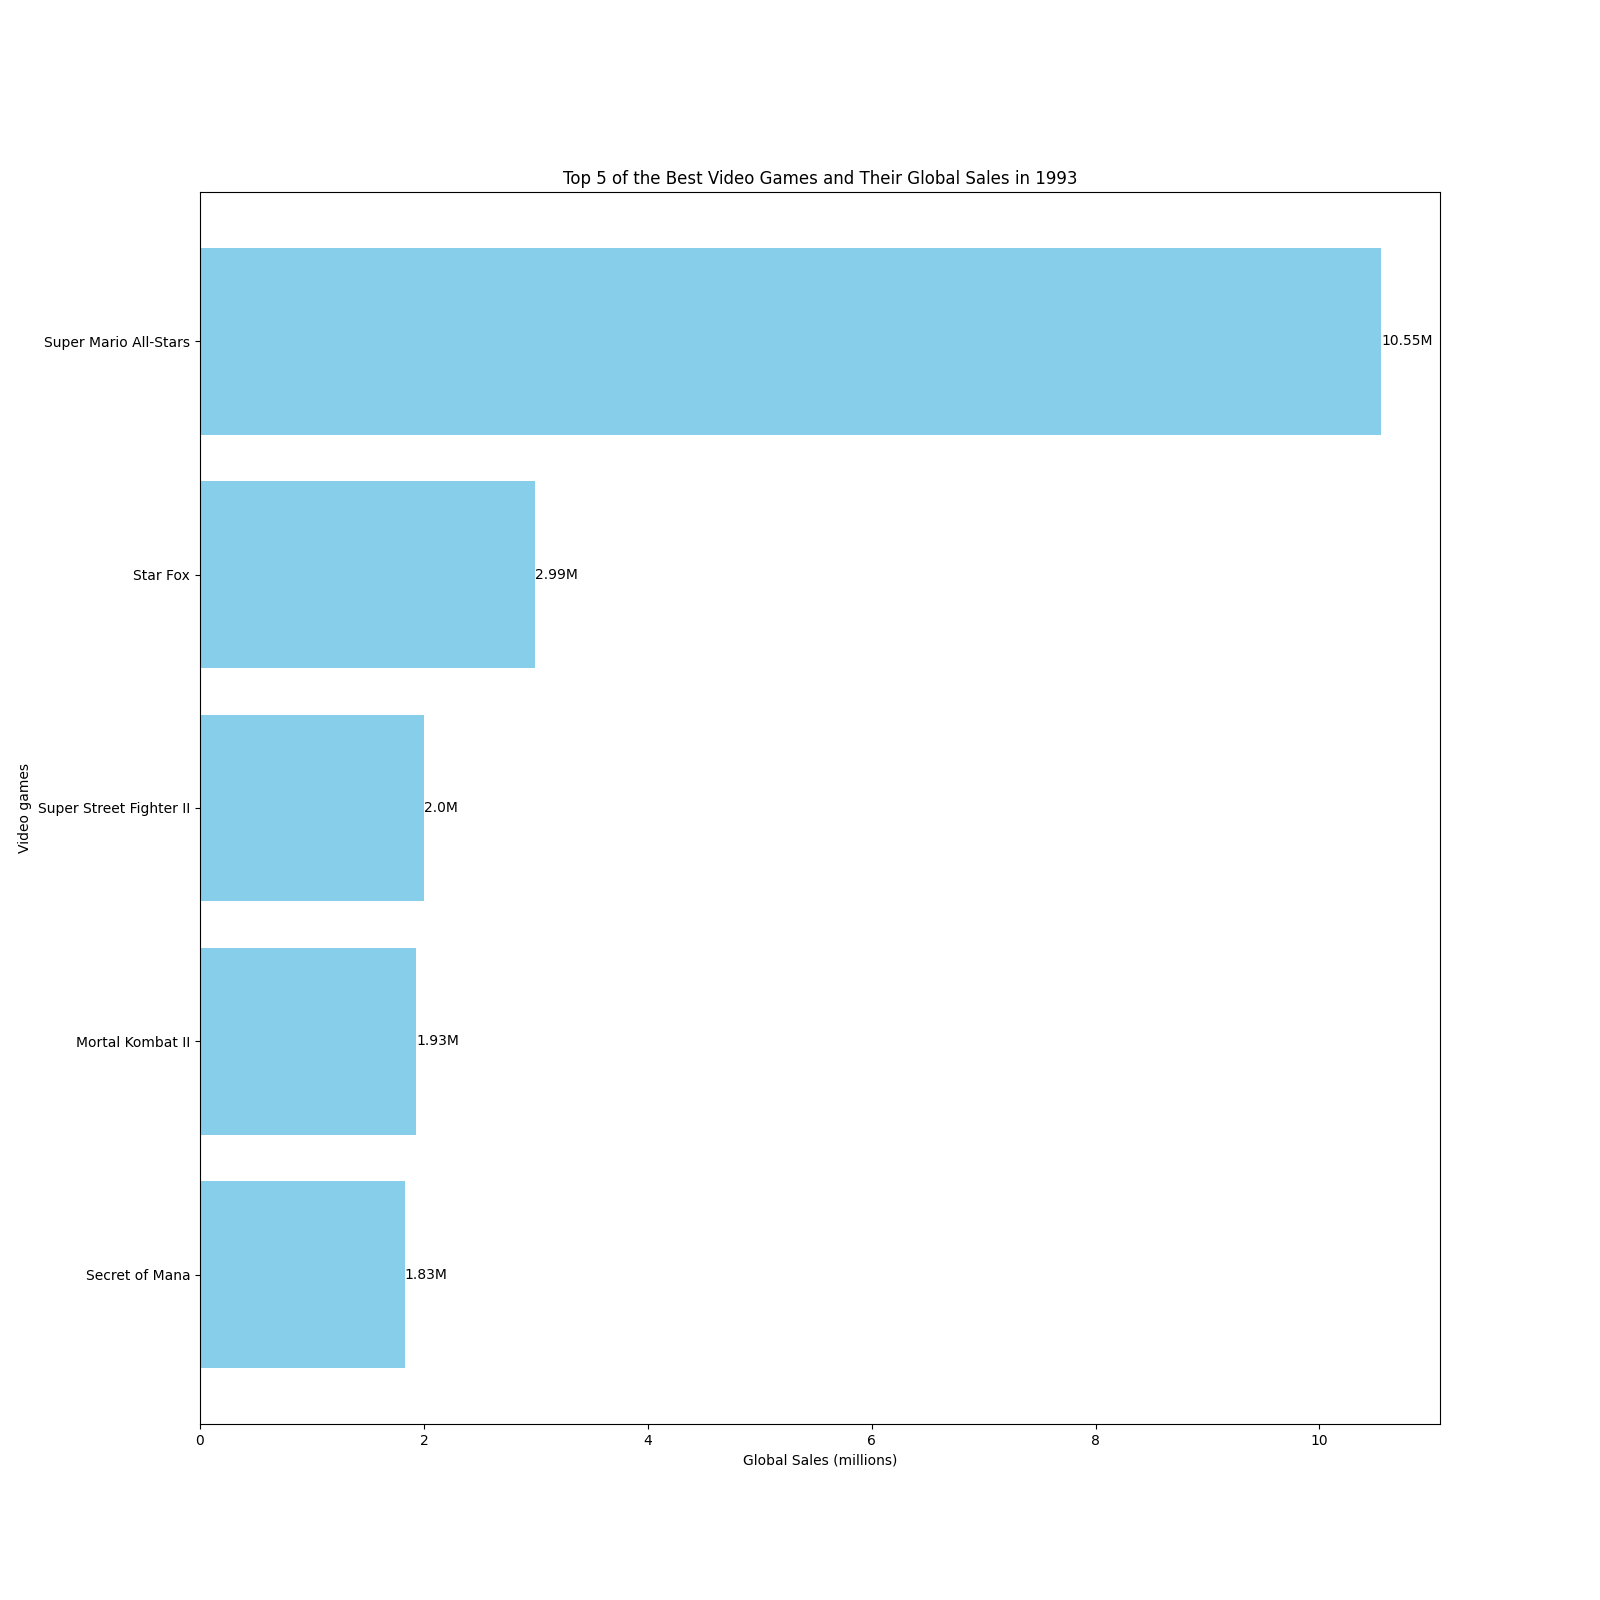 Top 5 of the Best Video Games and Their Global Sales in 1993
Video games
Super Mario All-Stars
10.55M
Star Fox
2.99M
Super Street Fighter II
2.0M
Mortal Kombat II
1.93M
Secret of Mana
1.83M
0 2 4 6 8 10
Global Sales (millions)